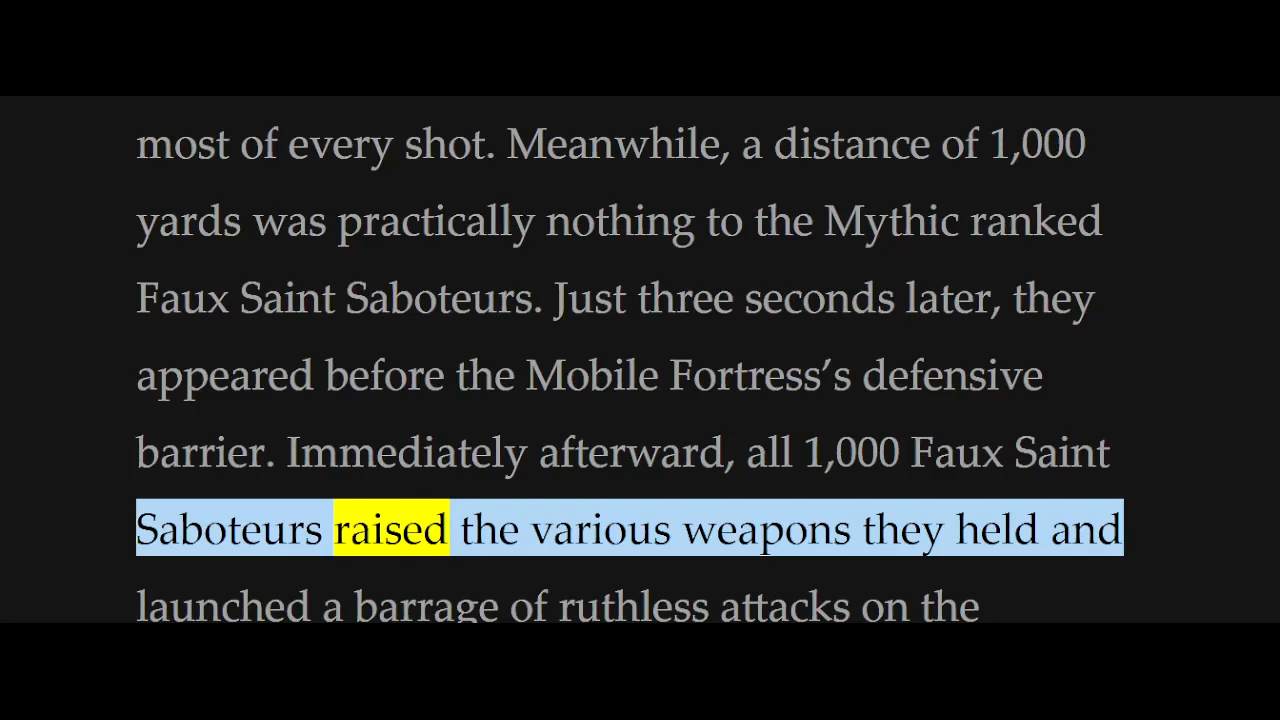 most of every shot. Meanwhile, a distance of 1,000
yards was practically nothing to the Mythic ranked
Faux Saint Saboteurs. Just three seconds later, they
appeared before the Mobile Fortress’s defensive
barrier. Immediately afterward, all 1,000 Faux Saint
Saboteurs raised the various weapons they held and
launched a barrage of ruthless attacks on the